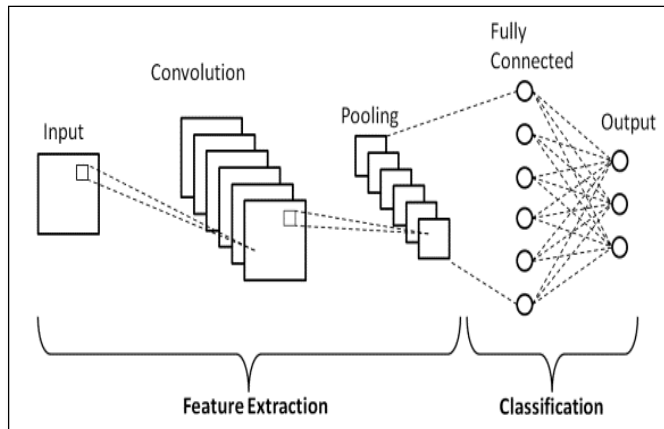 Fully
Connected
Convolution
Pooling
Input
Output
Feature Extraction
Classification